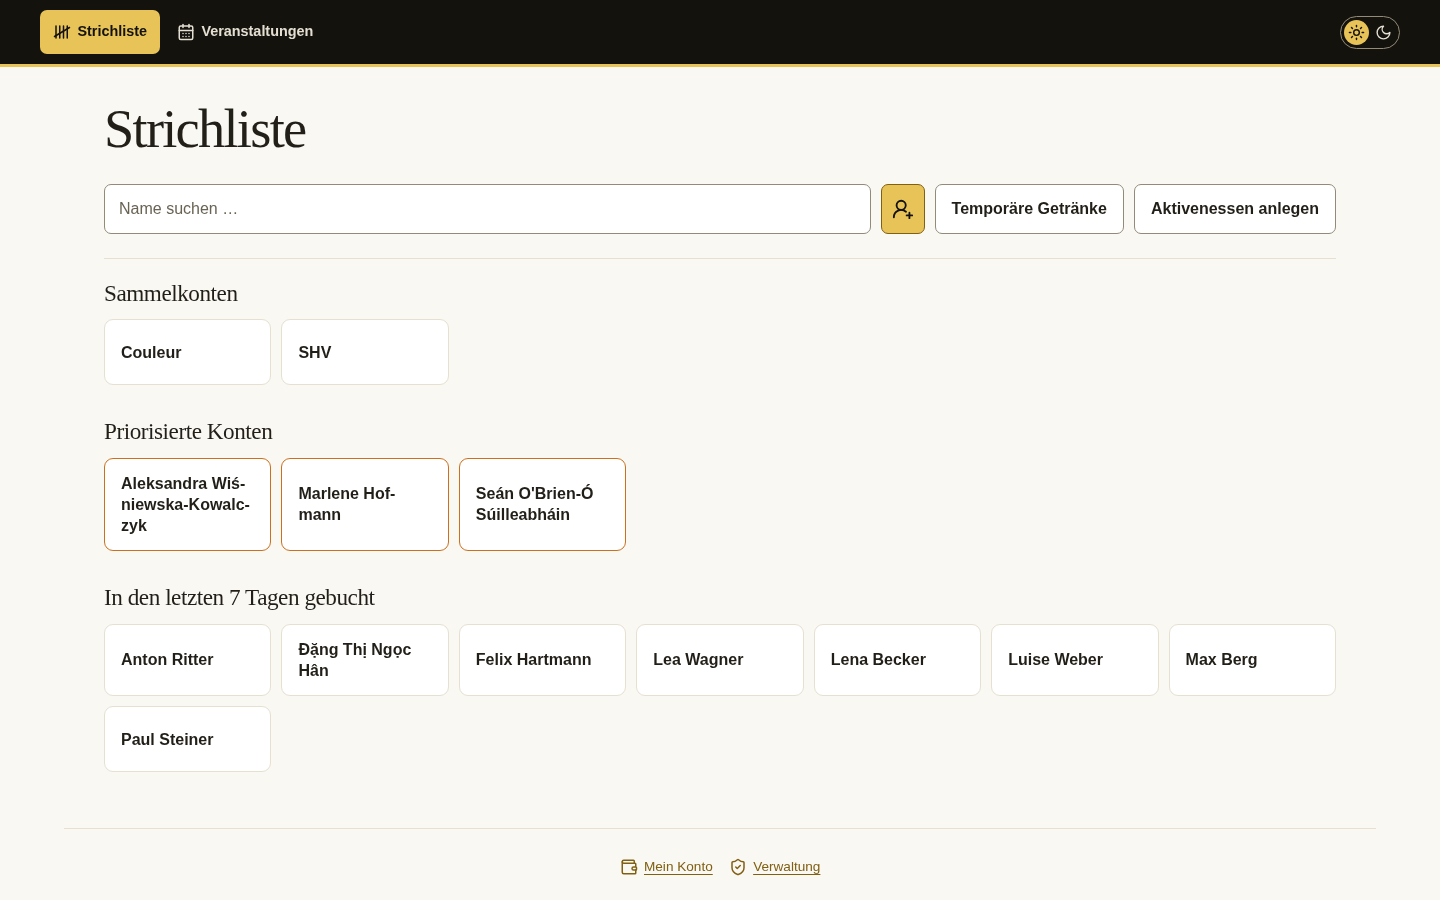 Strichliste
Veranstaltungen
Strichliste
Name suchen …
Temporäre Getränke
Aktivenessen anlegen
Sammelkonten
Couleur
SHV
Priorisierte Konten
Aleksandra Wiś-
niewska-Kowalc-
zyk
Marlene Hof-
mann
Seán O'Brien-Ó
Súilleabháin
In den letzten 7 Tagen gebucht
Anton Ritter
Đặng Thị Ngọc
Hân
Felix Hartmann
Lea Wagner
Lena Becker
Luise Weber
Max Berg
Paul Steiner
Mein Konto
Verwaltung